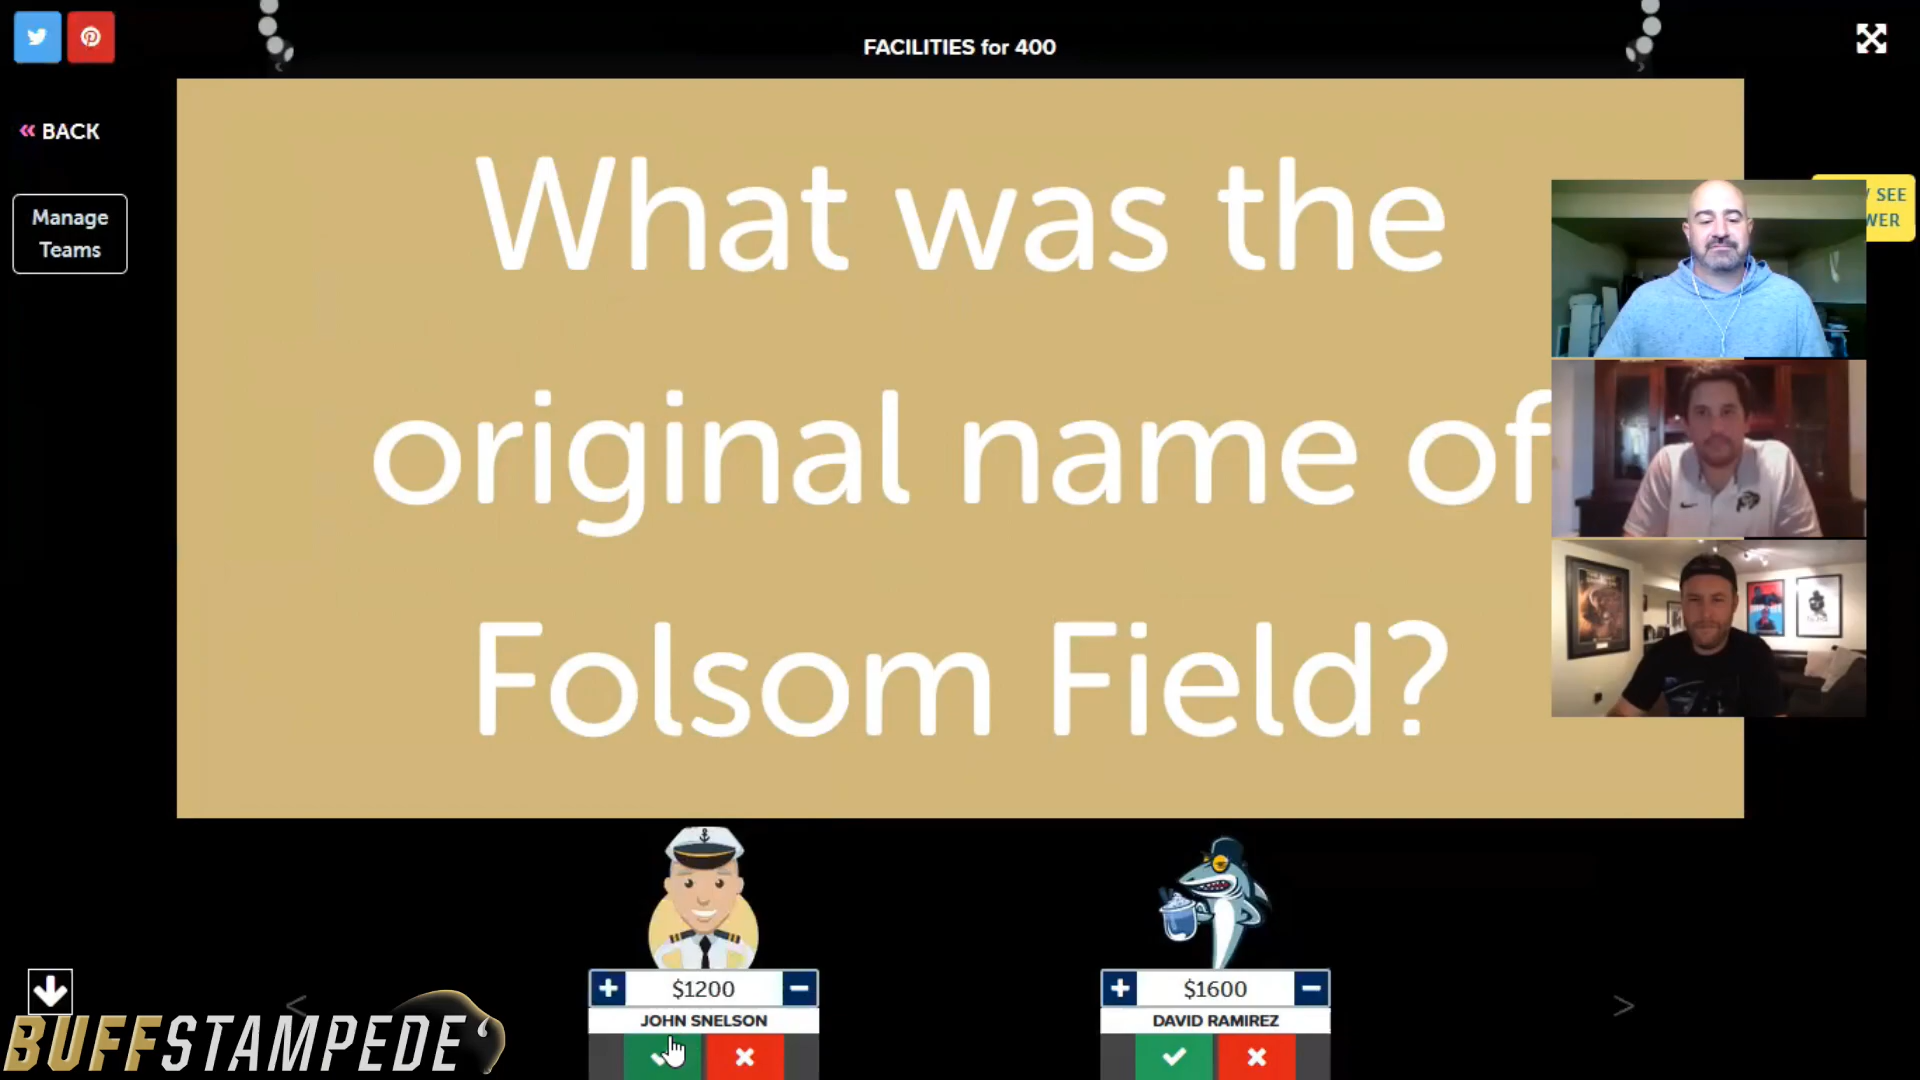 FACILITIES for 400
« BACK
Manage
Teams
SEE
What was the
original name of
Folsom Field?
$1200
$1600
JOHN SNELSON
DAVID RAMIREZ
BUFFSTAMPEDE